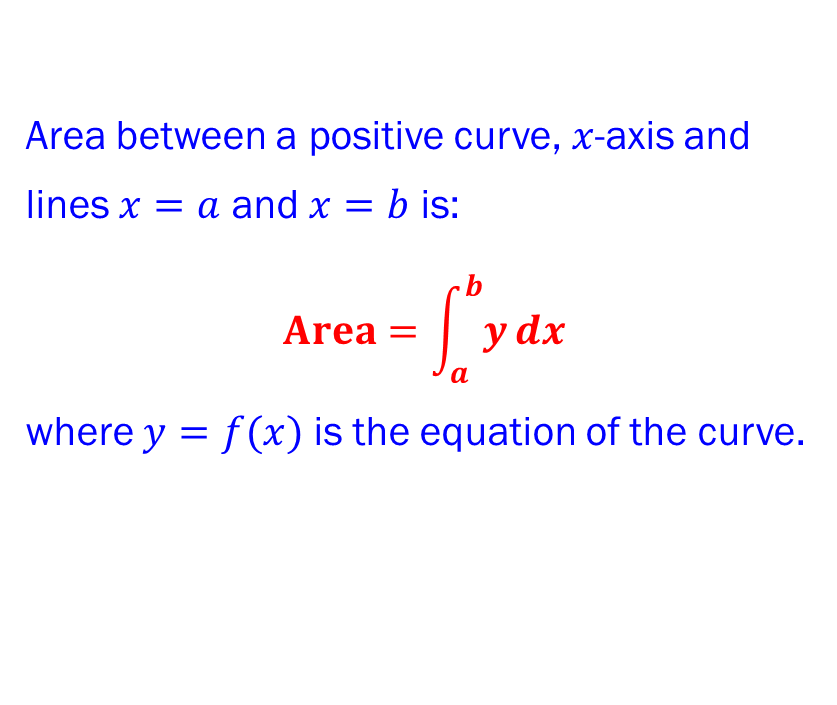 Area between a positive curve, x-axis and
lines x = a and x = b is:
Area = ∫_a^b y dx
where y = f(x) is the equation of the curve.